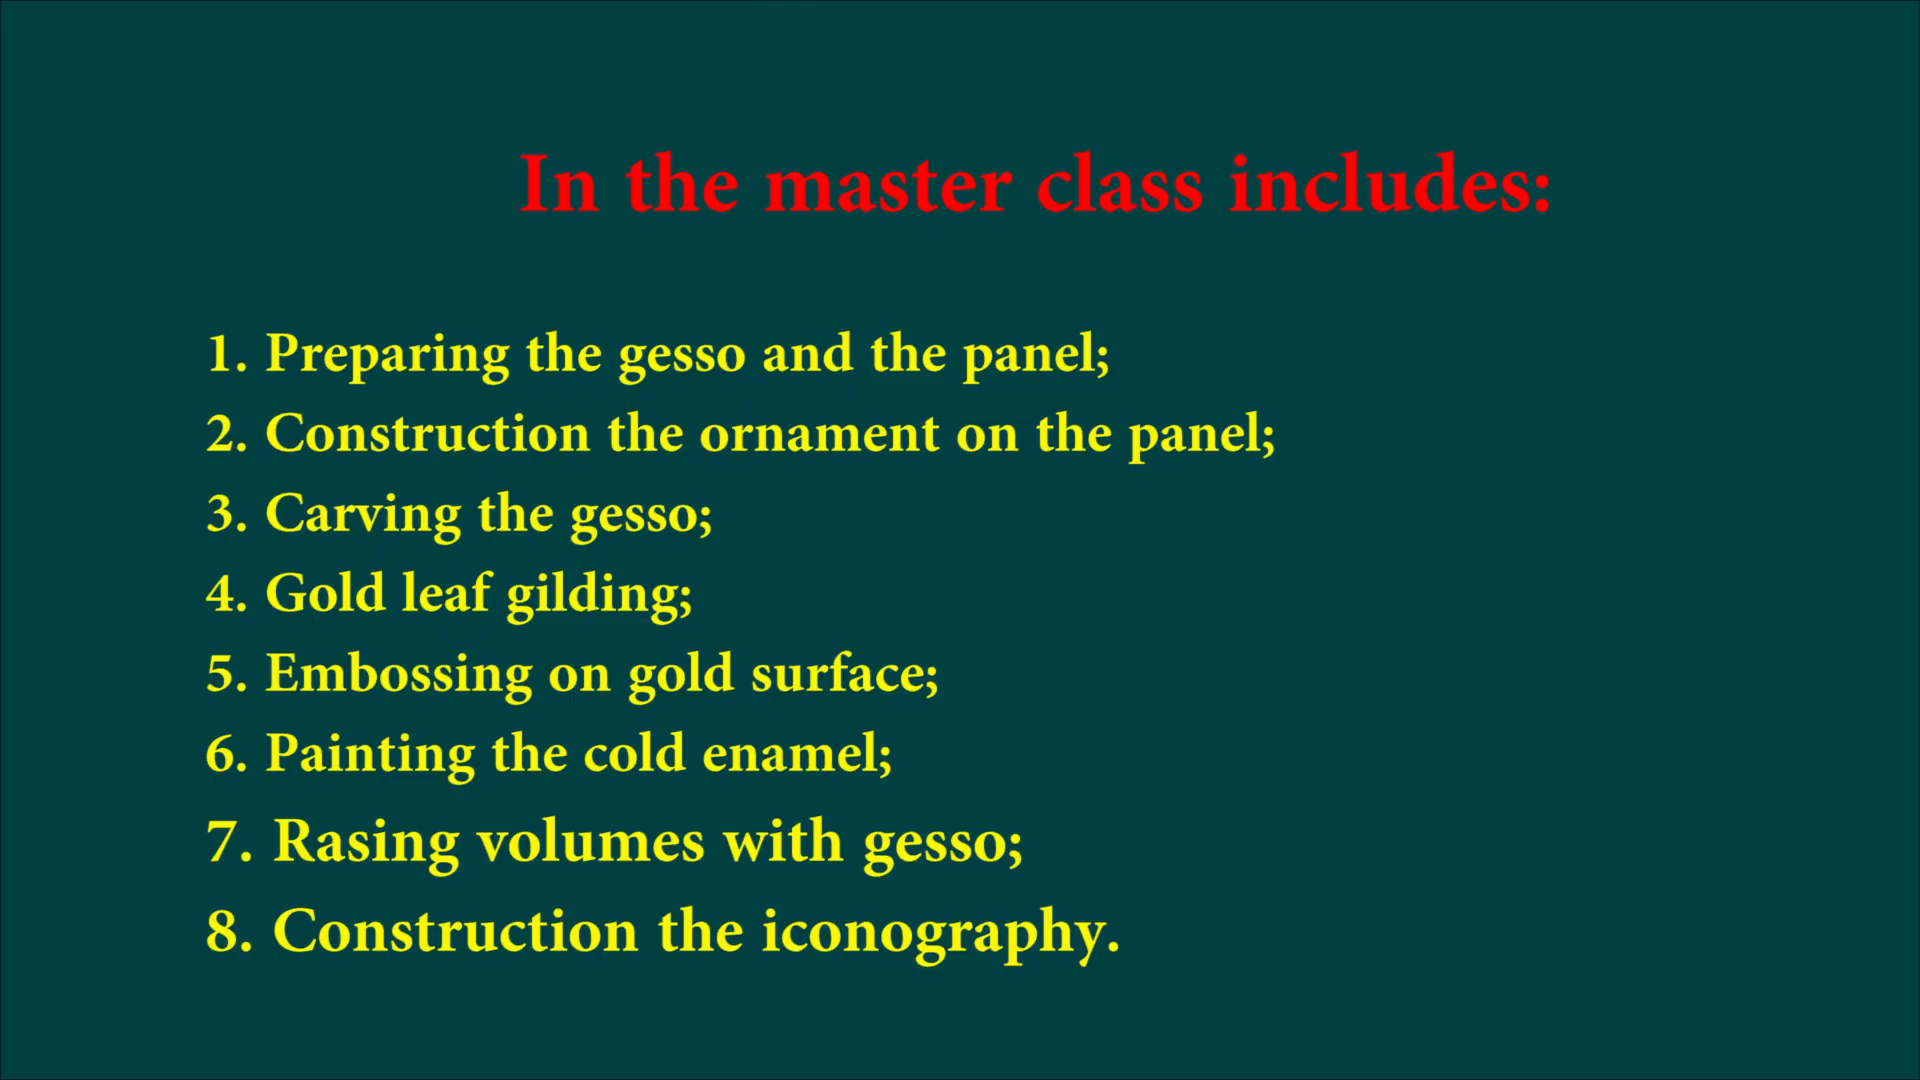 In the master class includes:
1. Preparing the gesso and the panel;
2. Construction the ornament on the panel;
3. Carving the gesso;
4. Gold leaf gilding;
5. Embossing on gold surface;
6. Painting the cold enamel;
7. Rasing volumes with gesso;
8. Construction the iconography.